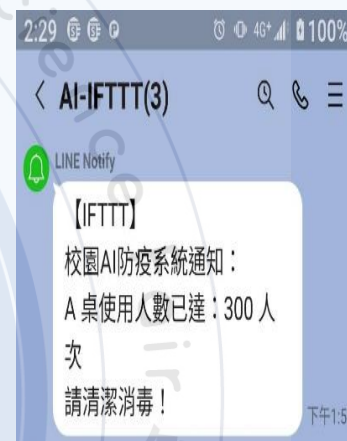 2:29 4G+ 100%
AI-IFTTT(3)
LINE Notify
【IFTTT】
校園AI防疫系統通知：
A 桌使用人數已達：300 人
次
請清潔消毒！
下午1:5